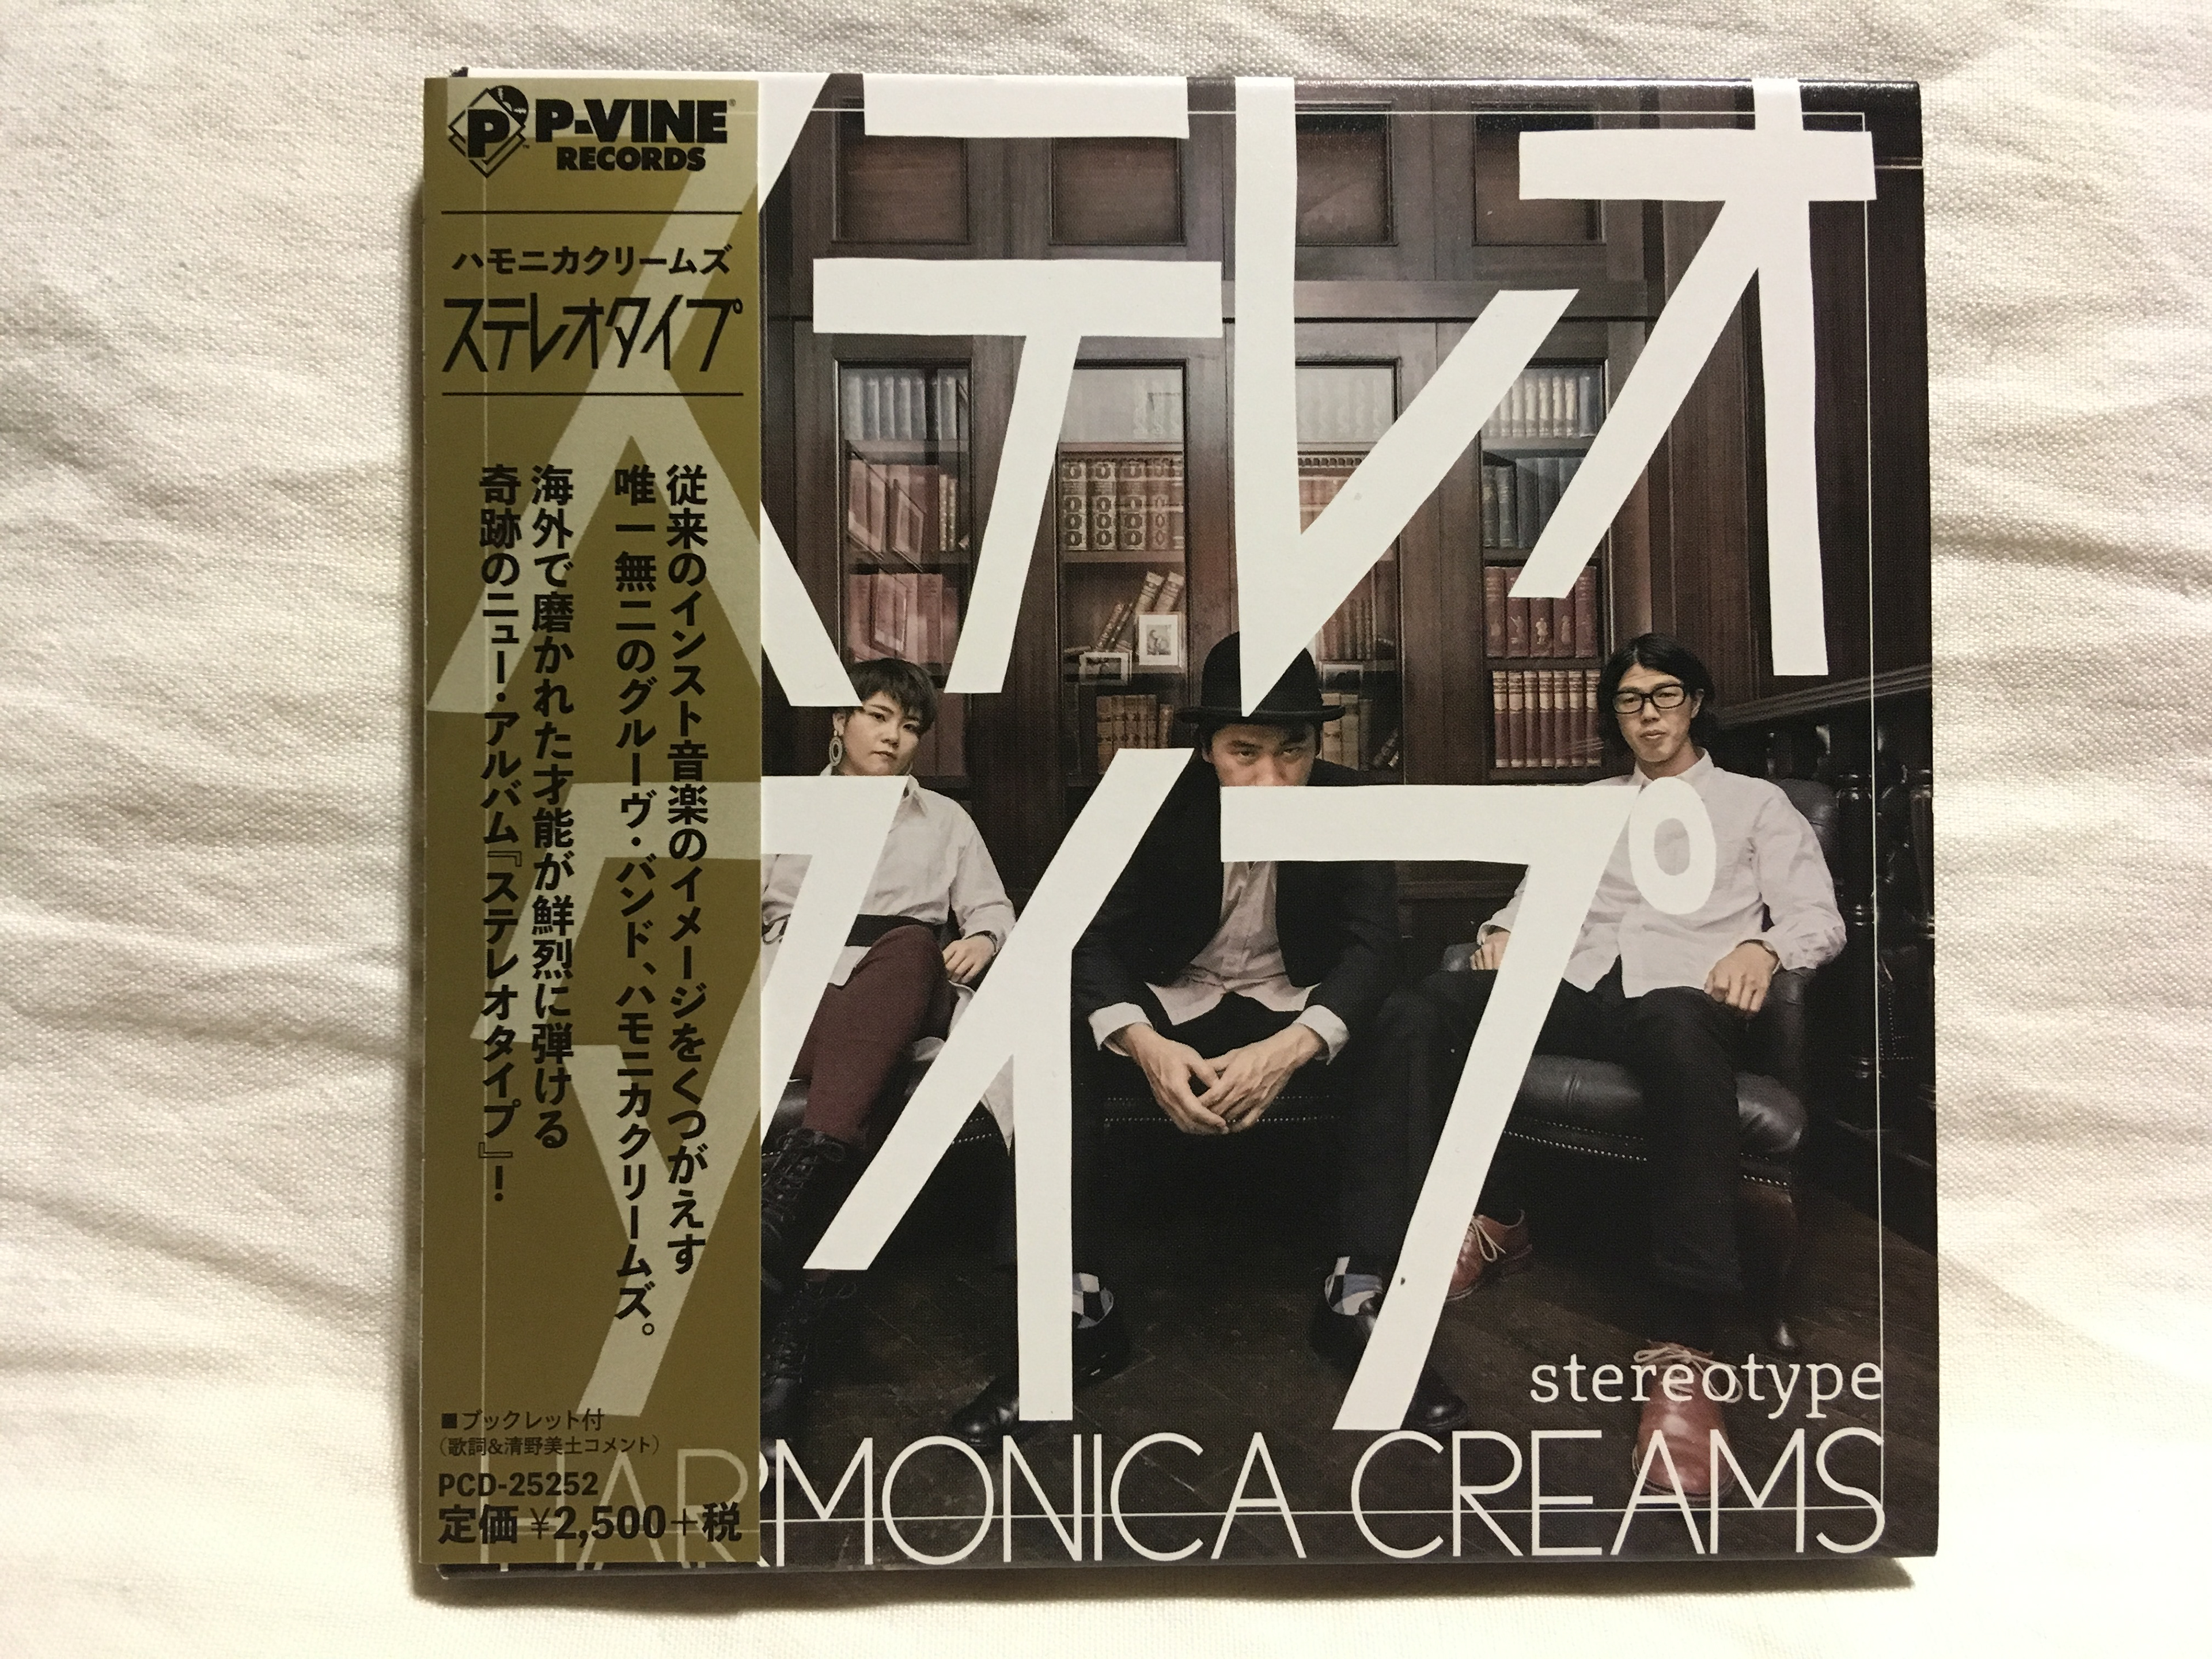 P P-VINE®
RECORDS
ハモニカクリームズ
ステレオタイプ
従来のインスト音楽のイメージをくつがえす
唯一無二のグルーヴ・バンド、ハモニカクリームズ。
海外で磨かれた才能が鮮烈に弾ける
奇跡のニュー・アルバム『ステレオタイプ』!
■ブックレット付
(歌詞&清野美土コメント)
PCD-25252
定価 ¥2,500+税
ステレオ
タイプ
stereotype
HARMONICA CREAMS